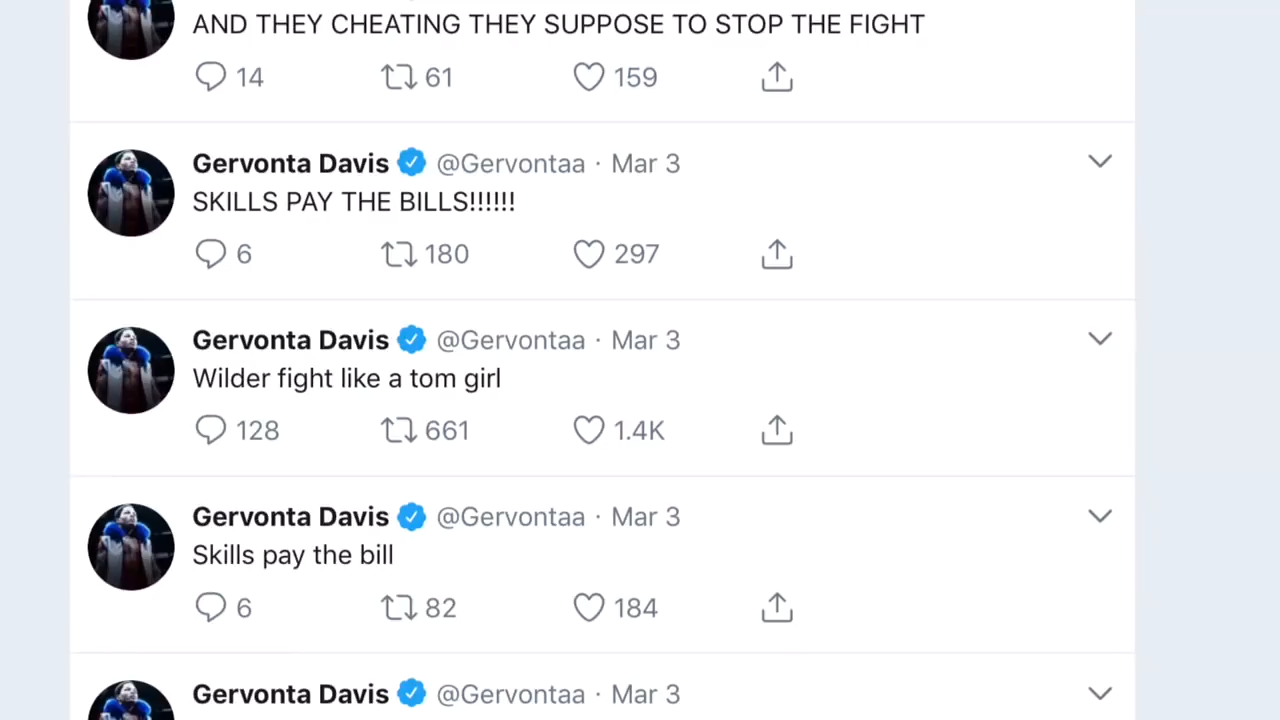 AND THEY CHEATING THEY SUPPOSE TO STOP THE FIGHT
14 61 159
Gervonta Davis @Gervontaa · Mar 3
SKILLS PAY THE BILLS!!!!!!
6 180 297
Gervonta Davis @Gervontaa · Mar 3
Wilder fight like a tom girl
128 661 1.4K
Gervonta Davis @Gervontaa · Mar 3
Skills pay the bill
6 82 184
Gervonta Davis @Gervontaa · Mar 3